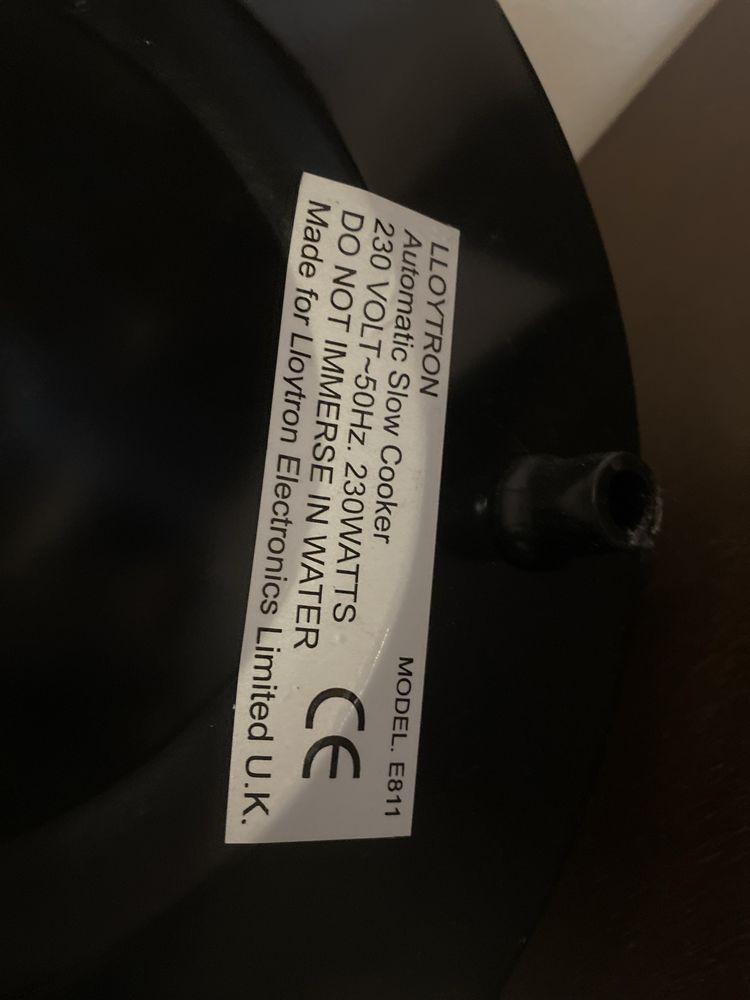 LLOYTRON
Automatic Slow Cooker
MODEL. E811
230 VOLT~50Hz. 230WATTS
DO NOT IMMERSE IN WATER
CE
Made for Lloytron Electronics Limited U.K.